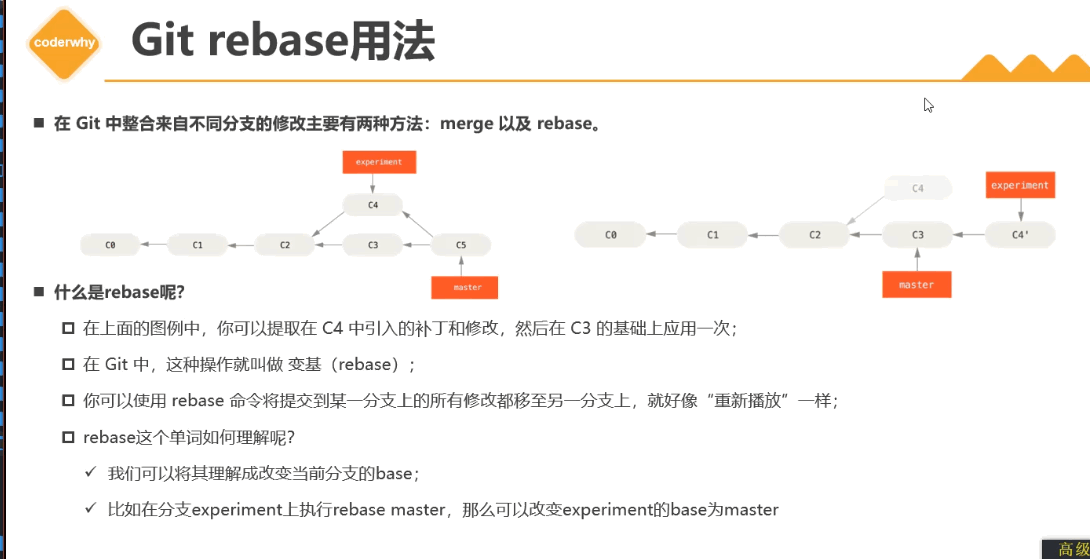 coderwhy
Git rebase用法
在 Git 中整合来自不同分支的修改主要有两种方法：merge 以及 rebase。
experiment
C4
C0 C1 C2 C3 C5
master
C4
experiment
C0 C1 C2 C3 C4'
master
什么是rebase呢？
在上面的图例中，你可以提取在 C4 中引入的补丁和修改，然后在 C3 的基础上应用一次；
在 Git 中，这种操作就叫做 变基（rebase）；
你可以使用 rebase 命令将提交到某一分支上的所有修改都移至另一分支上，就好像“重新播放”一样；
rebase这个单词如何理解呢？
我们可以将其理解成改变当前分支的base；
比如在分支experiment上执行rebase master，那么可以改变experiment的base为master
高级